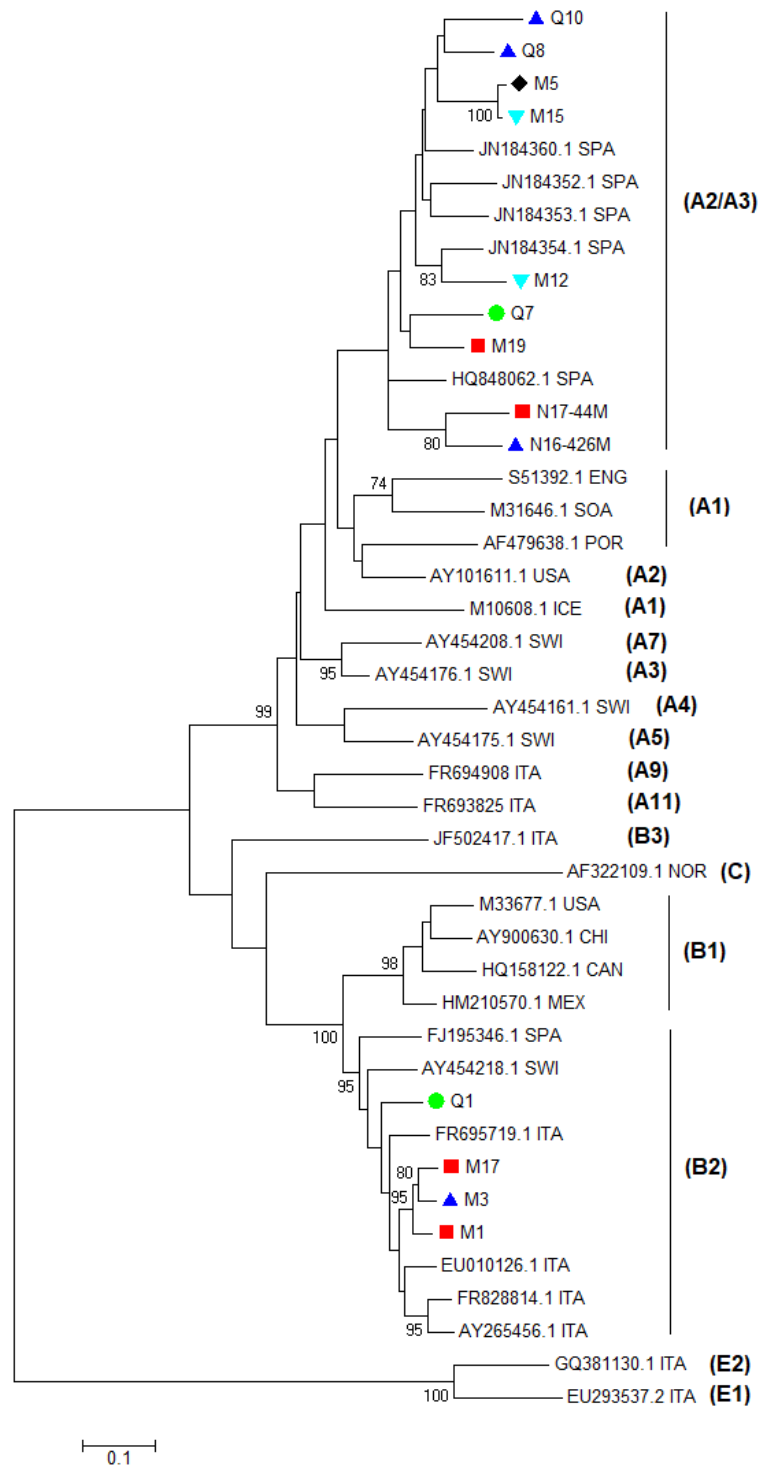 Q10
Q8
M5
100
M15
JN184360.1 SPA
JN184352.1 SPA
(A2/A3)
JN184353.1 SPA
JN184354.1 SPA
83
M12
Q7
M19
HQ848062.1 SPA
N17-44M
80
N16-426M
74
S51392.1 ENG
M31646.1 SOA
(A1)
AF479638.1 POR
AY101611.1 USA
(A2)
M10608.1 ICE
(A1)
AY454208.1 SWI
(A7)
95
AY454176.1 SWI
(A3)
99
AY454161.1 SWI
(A4)
AY454175.1 SWI
(A5)
FR694908 ITA
(A9)
FR693825 ITA
(A11)
JF502417.1 ITA
(B3)
AF322109.1 NOR
(C)
M33677.1 USA
AY900630.1 CHI
(B1)
98
HQ158122.1 CAN
HM210570.1 MEX
100
FJ195346.1 SPA
AY454218.1 SWI
95
Q1
FR695719.1 ITA
80
M17
(B2)
95
M3
M1
EU010126.1 ITA
FR828814.1 ITA
95
AY265456.1 ITA
GQ381130.1 ITA
(E2)
100
EU293537.2 ITA
(E1)
0.1